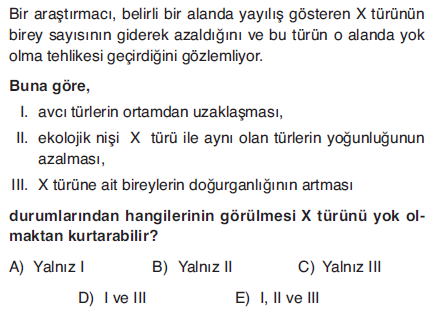 Bir araştırmacı, belirli bir alanda yayılış gösteren X türünün
birey sayısının giderek azaldığını ve bu türün o alanda yok
olma tehlikesi geçirdiğini gözlemliyor.
Buna göre,
I. avcı türlerin ortamdan uzaklaşması,
II. ekolojik nişi X türü ile aynı olan türlerin yoğunluğunun
azalması,
III. X türüne ait bireylerin doğurganlığının artması
durumlarından hangilerinin görülmesi X türünü yok ol-
maktan kurtarabilir?
A) Yalnız I B) Yalnız II C) Yalnız III
D) I ve III E) I, II ve III